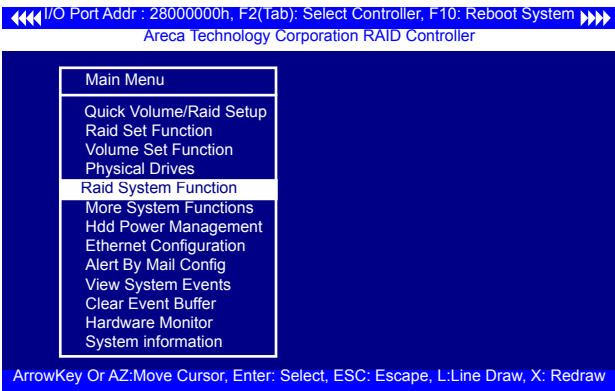 I/O Port Addr : 28000000h, F2(Tab): Select Controller, F10: Reboot System
Areca Technology Corporation RAID Controller
Main Menu
Quick Volume/Raid Setup
Raid Set Function
Volume Set Function
Physical Drives
Raid System Function
More System Functions
Hdd Power Management
Ethernet Configuration
Alert By Mail Config
View System Events
Clear Event Buffer
Hardware Monitor
System information
ArrowKey Or AZ:Move Cursor, Enter: Select, ESC: Escape, L:Line Draw, X: Redraw